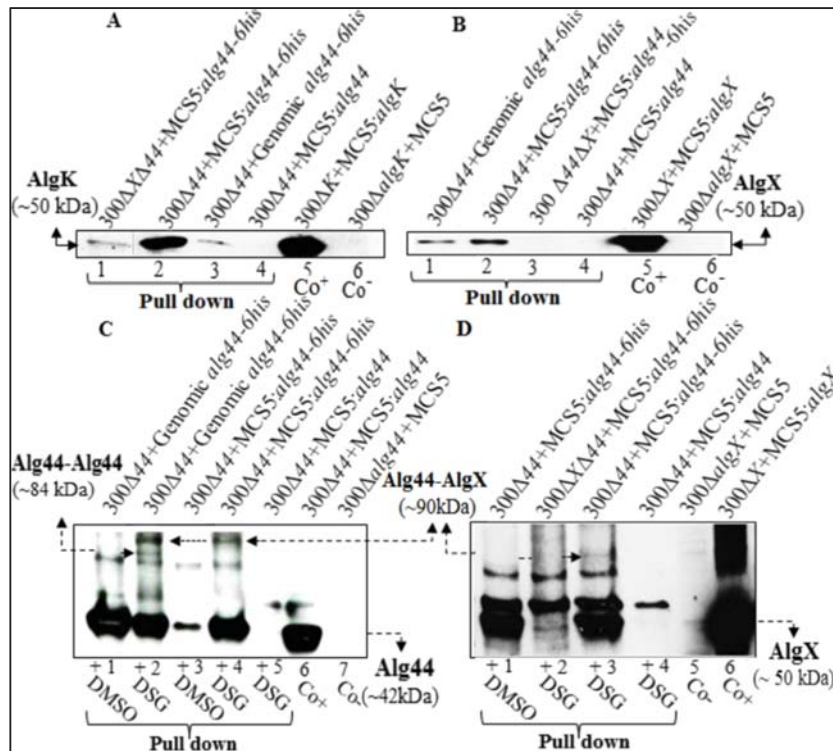 A
300ΔXΔ44+MCS5:alg44-6his
300Δ44+MCS5:alg44-6his
300Δ44+Genomic alg44-6his
300Δ44+MCS5:alg44
300ΔK+MCS5:algK
300ΔalgK+MCS5
AlgK
(~50 kDa)
1 2 3 4 5 6
Co+ Co-
Pull down
B
300Δ44+Genomic alg44-6his
300Δ44+MCS5:alg44-6his
300 Δ44ΔX+MCS5:alg44-6his
300Δ44+MCS5:alg44
300ΔX+MCS5:algX
300ΔalgX+MCS5
AlgX
(~50 kDa)
1 2 3 4 5 6
Co+ Co-
Pull down
C
300Δ44+Genomic alg44-6his
300Δ44+Genomic alg44-6his
300Δ44+MCS5:alg44-6his
300Δ44+MCS5:alg44-6his
300Δ44+MCS5:alg44
300Δ44+MCS5:alg44
300Δalg44+MCS5
Alg44-Alg44
(~84 kDa)
Alg44-AlgX
(~90kDa)
Alg44
(~42kDa)
+1 +2 +3 +4 +5 6 7
DMSO DSG DMSO DSG DSG Co+ Co-
Pull down
D
300Δ44+MCS5:alg44-6his
300ΔXΔ44+MCS5:alg44-6his
300Δ44+MCS5:alg44-6his
300Δ44+MCS5:alg44
300ΔalgX+MCS5
300ΔX+MCS5:algX
AlgX
(~ 50 kDa)
+1 +2 +3 +4 5 6
DMSO DSG DSG DSG Co- Co+
Pull down